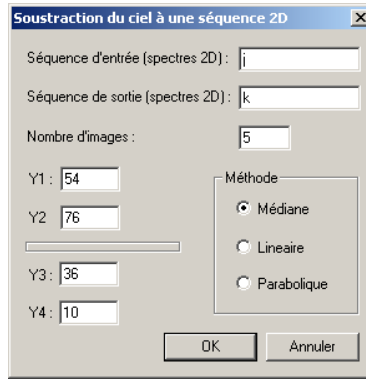 Soustraction du ciel à une séquence 2D
Séquence d'entrée (spectres 2D) : j
Séquence de sortie (spectres 2D) : k
Nombre d'images : 5
Y1 : 54
Y2 76
Y3 : 36
Y4 : 10
Méthode
Médiane
Lineaire
Parabolique
OK Annuler